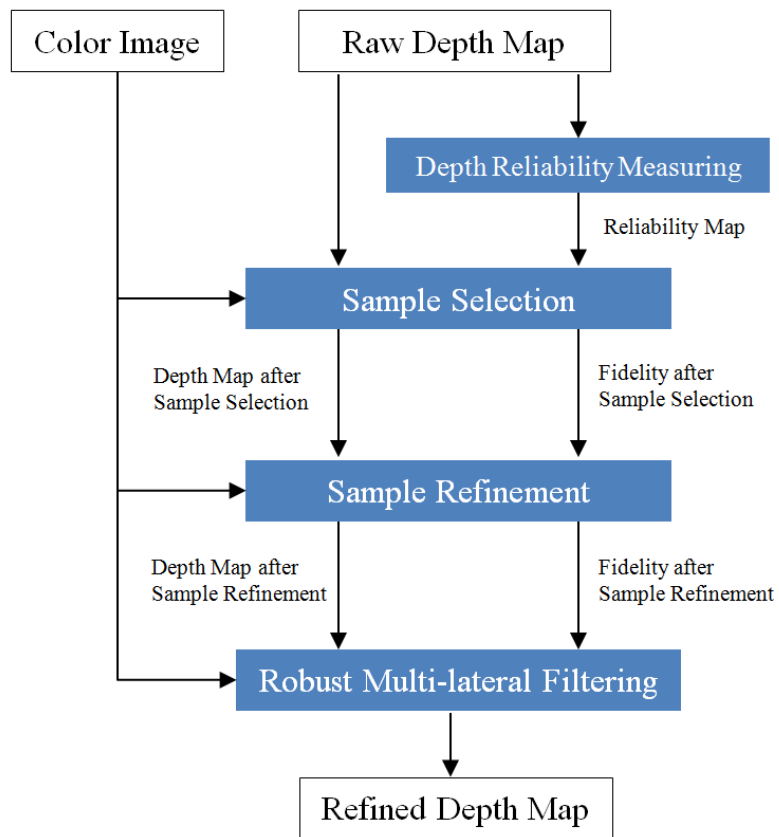 Color Image
Raw Depth Map
Depth Reliability Measuring
Reliability Map
Sample Selection
Depth Map after
Sample Selection
Fidelity after
Sample Selection
Sample Refinement
Depth Map after
Sample Refinement
Fidelity after
Sample Refinement
Robust Multi-lateral Filtering
Refined Depth Map